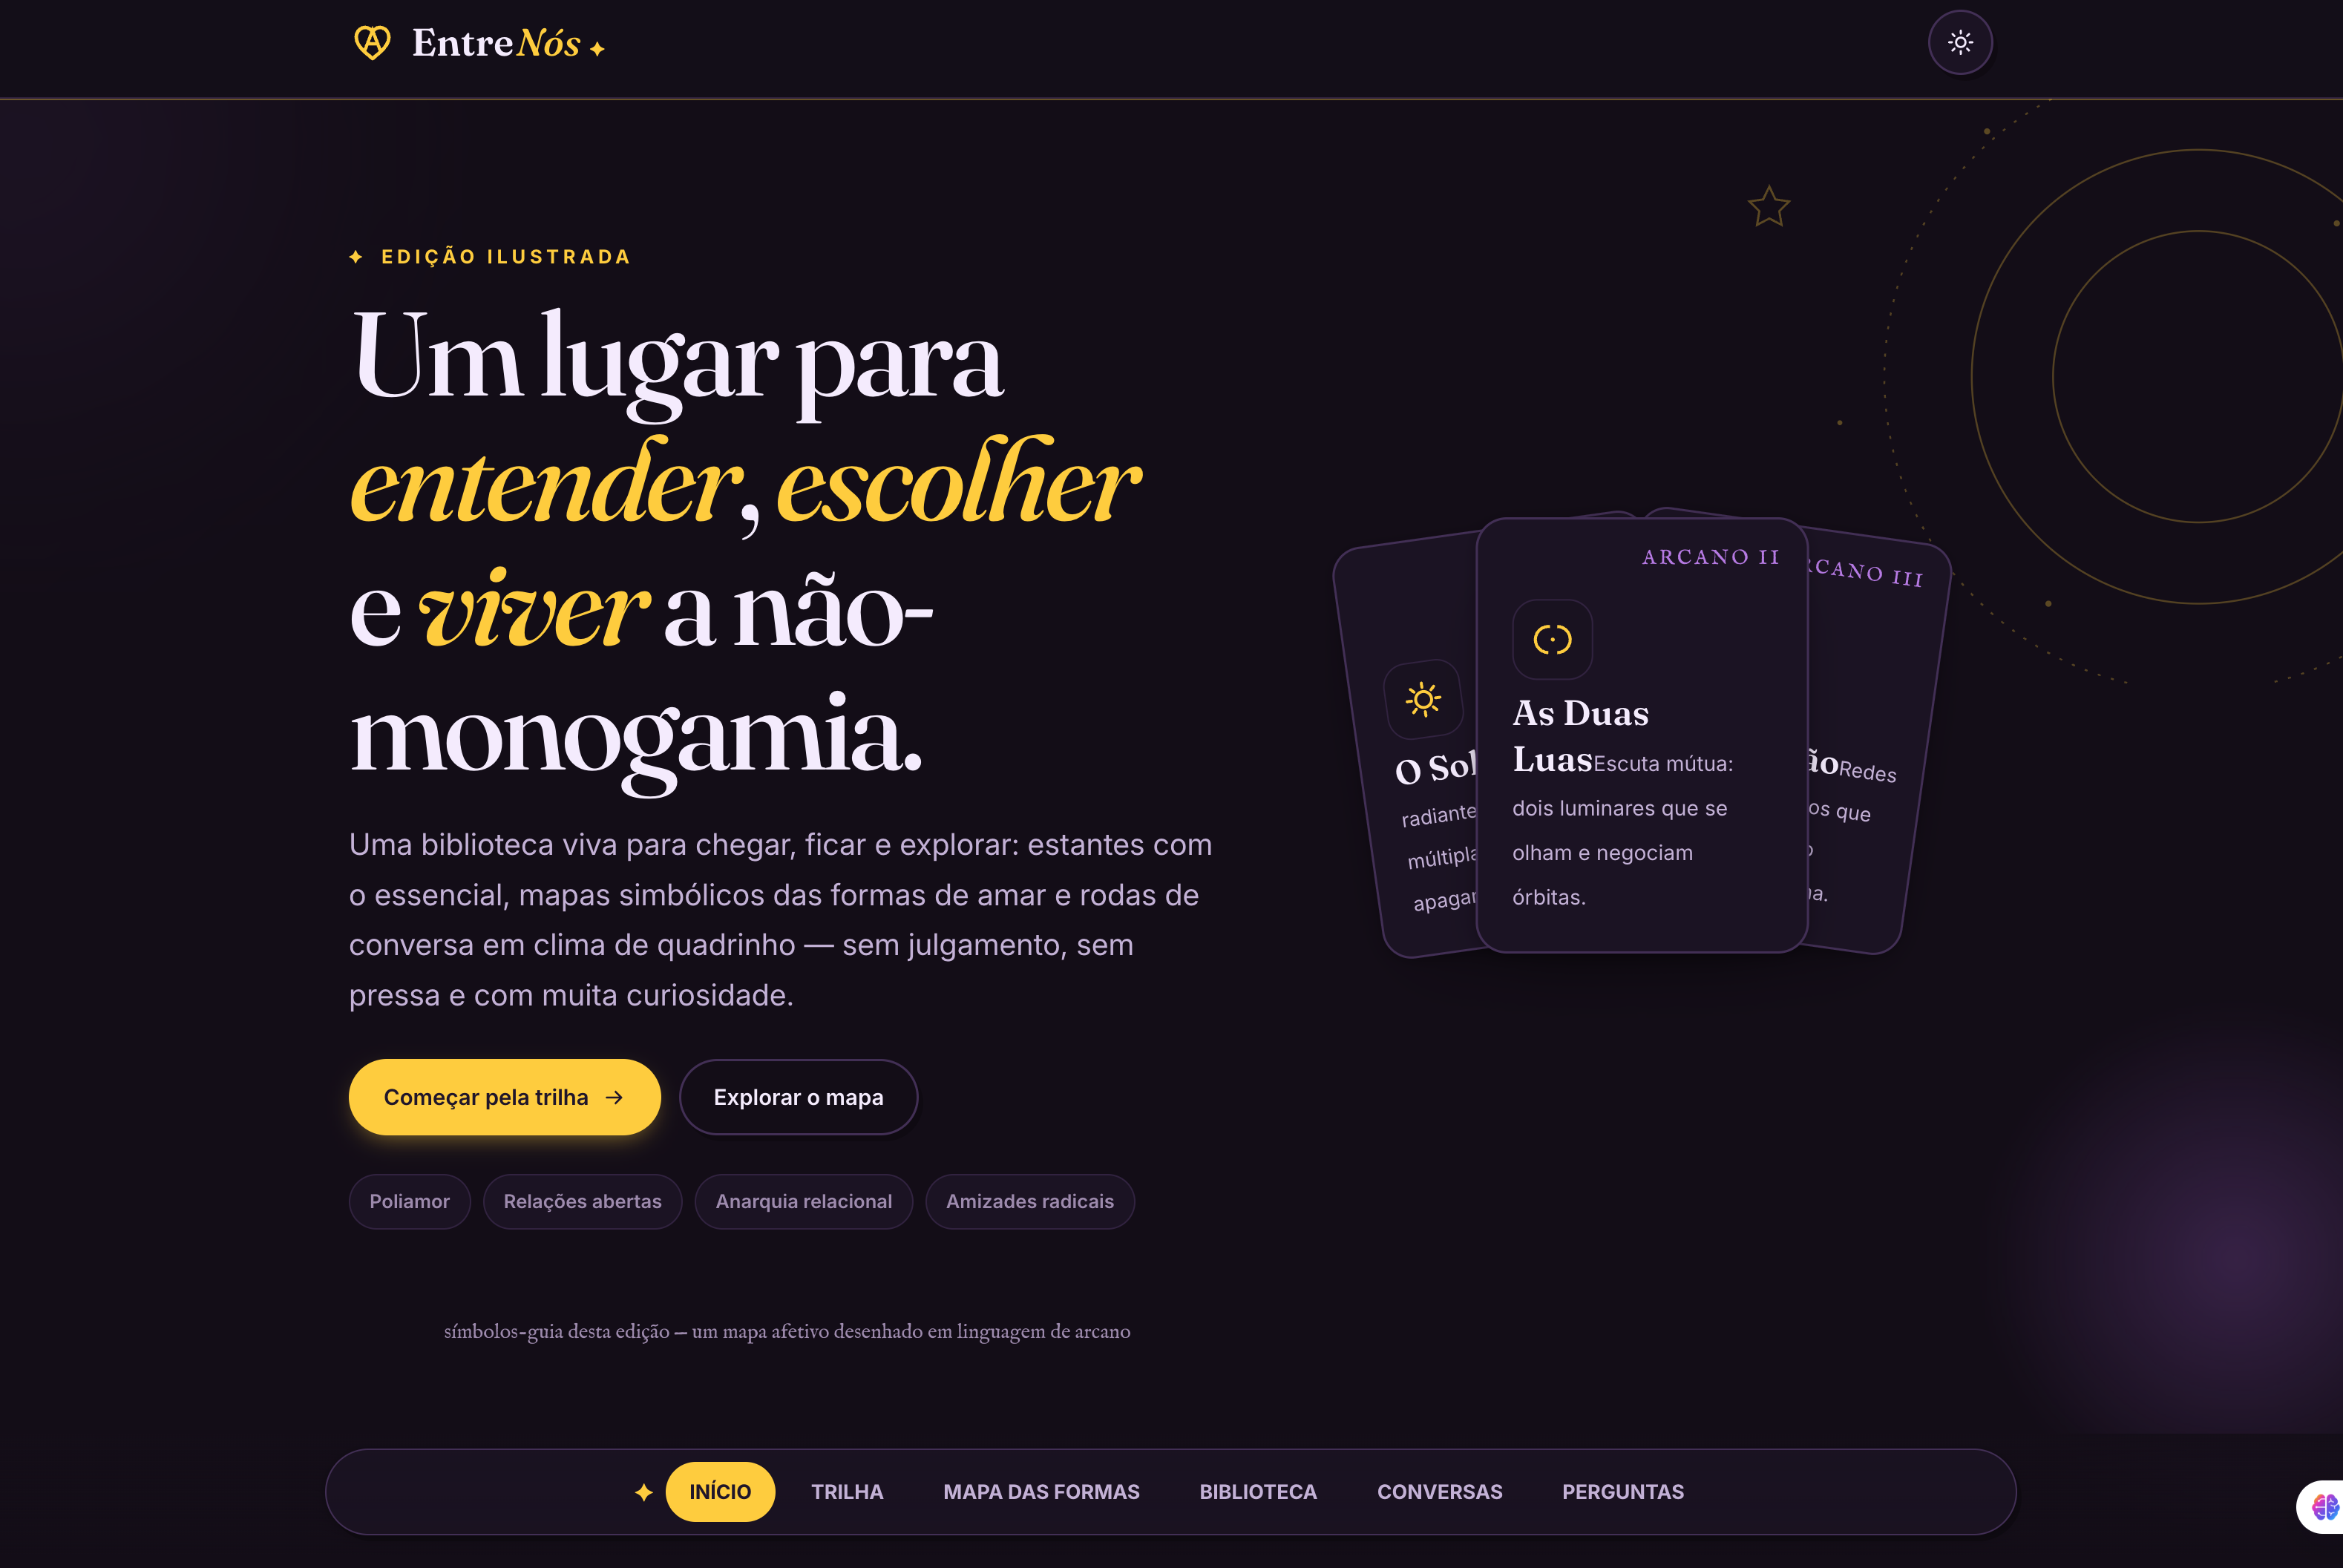 EntreNós
EDIÇÃO ILUSTRADA
Um lugar para
entender, escolher
e viver a não-
monogamia.
Uma biblioteca viva para chegar, ficar e explorar: estantes com
o essencial, mapas simbólicos das formas de amar e rodas de
conversa em clima de quadrinho — sem julgamento, sem
pressa e com muita curiosidade.
Começar pela trilha →
Explorar o mapa
Poliamor
Relações abertas
Anarquia relacional
Amizades radicais
símbolos-guia desta edição — um mapa afetivo desenhado em linguagem de arcano
O Sol
radiante
ARCANO II
As Duas
LuasEscuta mútua:
dois luminares que se
olham e negociam
órbitas.
III
Redes
que
INÍCIO
TRILHA
MAPA DAS FORMAS
BIBLIOTECA
CONVERSAS
PERGUNTAS